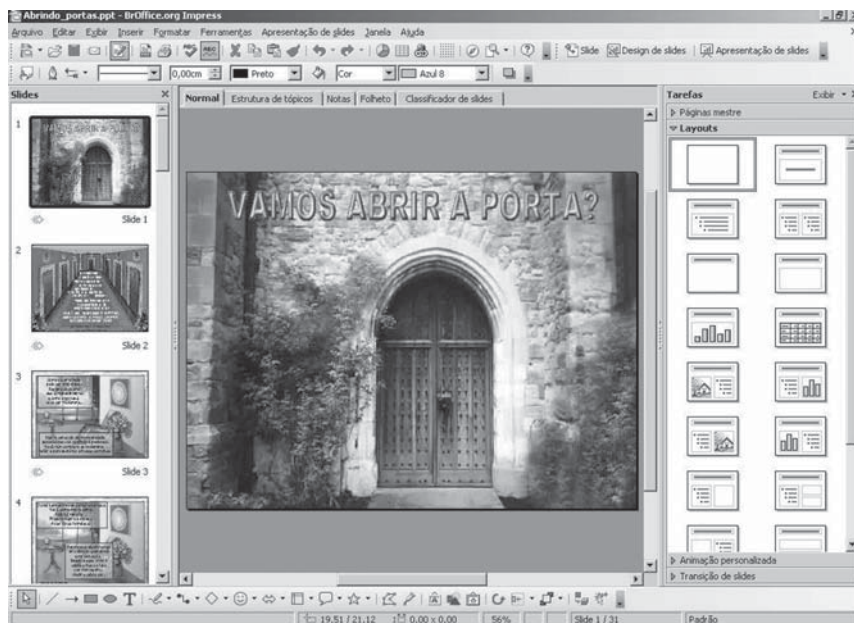 Abrindo_portas.ppt - BrOffice.org Impress
Arquivo Editar Exibir Inserir Formatar Ferramentas Apresentação de slides Janela Ajuda
Slide Design de slides Apresentação de slides
0,00cm Preto Cor Azul 8
Slides
Normal Estrutura de tópicos Notas Folheto Classificador de slides
Tarefas Exibir
Páginas mestre
Layouts
1
Slide 1
2
Slide 2
3
Slide 3
4
VAMOS ABRIR A PORTA?
Animação personalizada
Transição de slides
19,51 / 21,12 0,00 x 0,00 56% Slide 1 / 31 Padrão